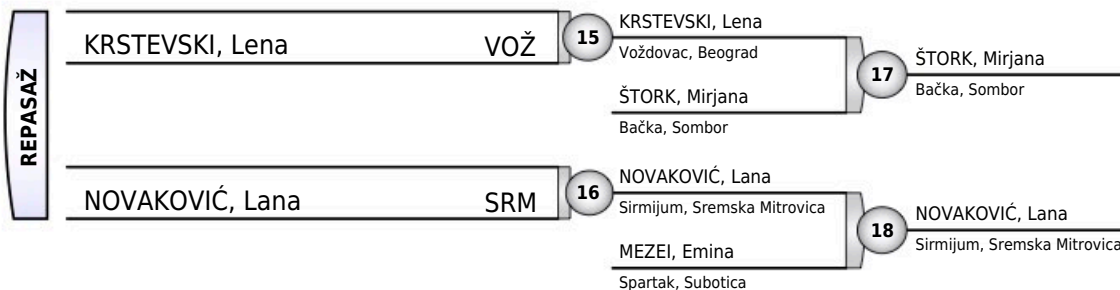 REPASAŽ
KRSTEVSKI, Lena VOŽ
15
KRSTEVSKI, Lena
Voždovac, Beograd
ŠTORK, Mirjana
Bačka, Sombor
17
ŠTORK, Mirjana
Bačka, Sombor
NOVAKOVIĆ, Lana SRM
16
NOVAKOVIĆ, Lana
Sirmijum, Sremska Mitrovica
MEZEI, Emina
Spartak, Subotica
18
NOVAKOVIĆ, Lana
Sirmijum, Sremska Mitrovica